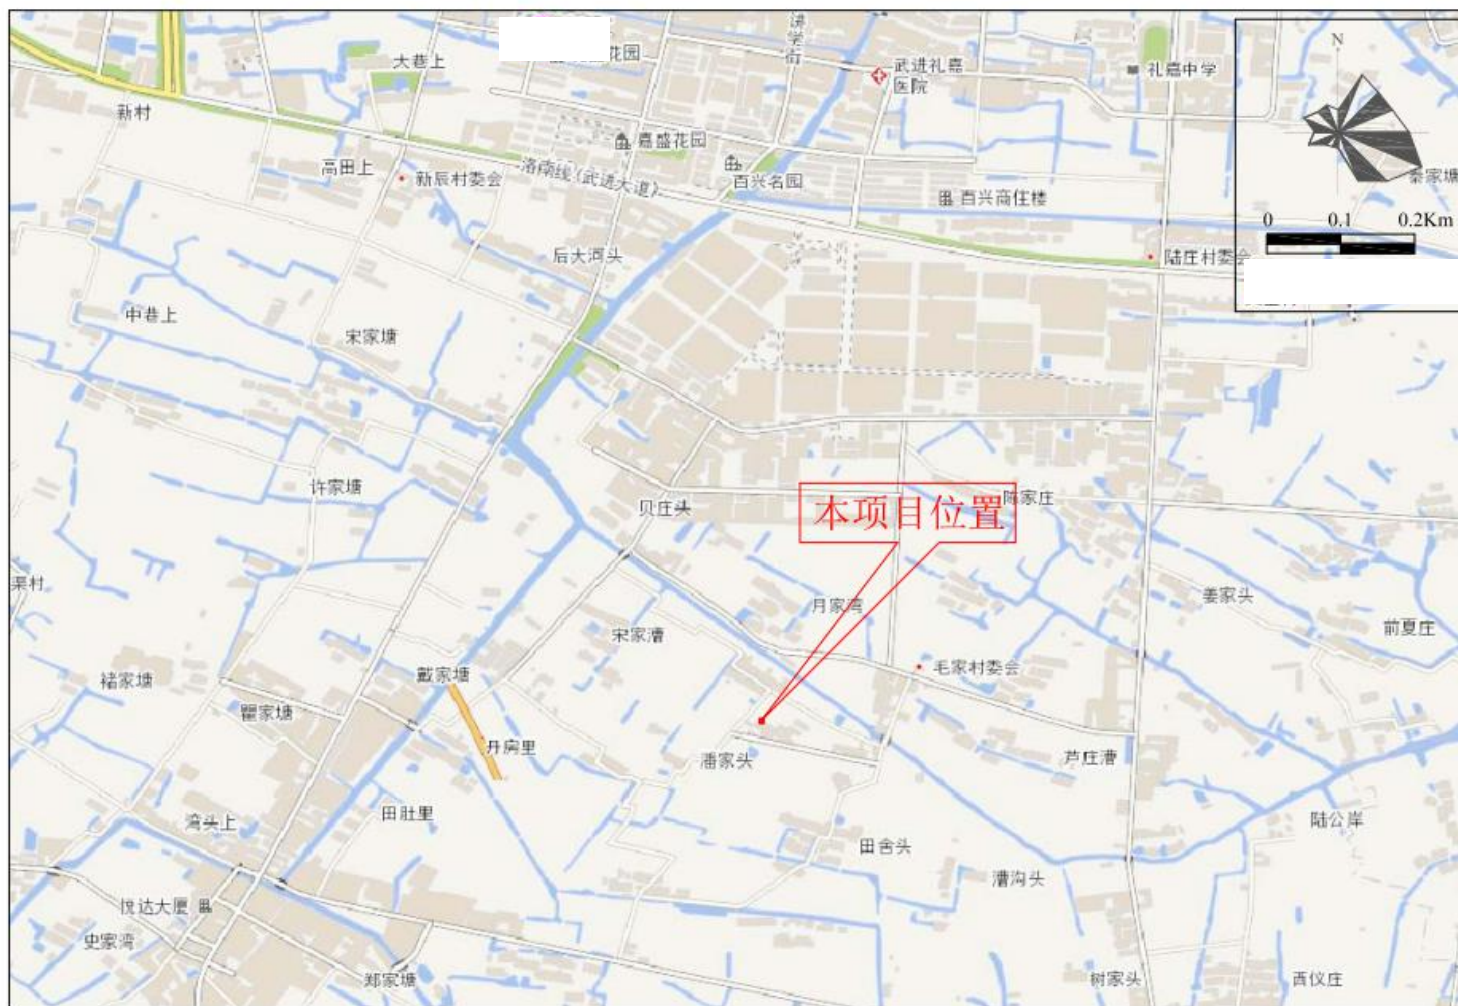 花园
大巷上
新村
武进礼嘉
医院
礼嘉中学
N
嘉盛花园
洛南线(武进大道)
百兴名园
高田上
新辰村委会
百兴商住楼
秦家塘
0 0.1 0.2Km
后大河头
陆庄村委会
中巷上
宋家塘
许家塘
贝庄头
陈家庄
本项目位置
渠村
月家湾
姜家头
前夏庄
宋家漕
毛家村委会
褚家塘
戴家塘
瞿家塘
丹房里
潘家头
芦庄漕
田肚里
湾头上
陆公岸
田舍头
漕沟头
悦达大厦
史家湾
郑家塘
树家头
西仪庄